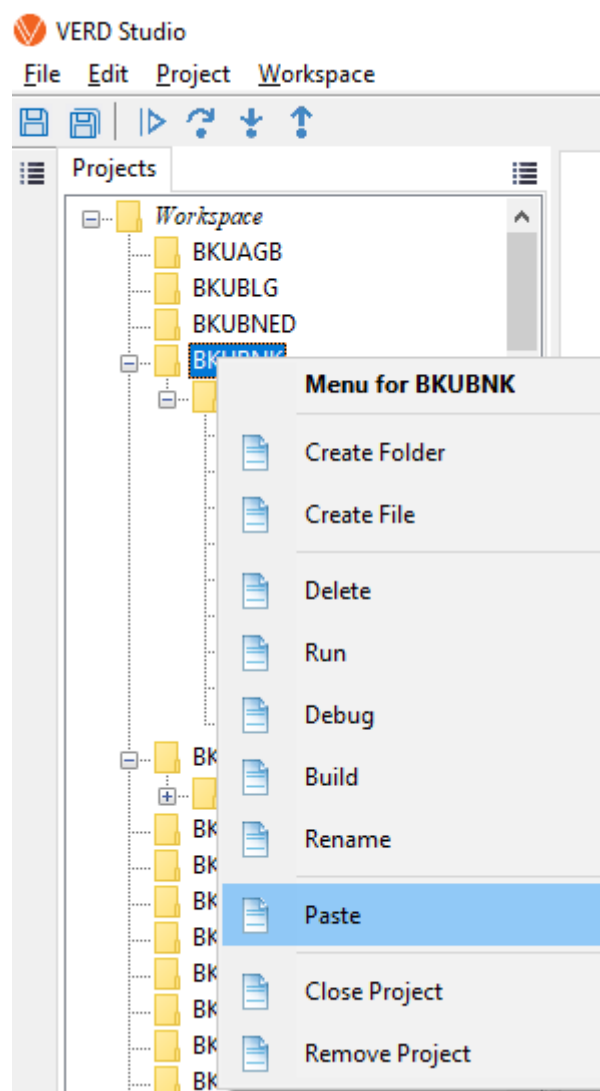 VERD Studio
File Edit Project Workspace
Projects
Workspace
BKUAGB
BKUBLG
BKUBNED
BKUBNK
Menu for BKUBNK
Create Folder
Create File
Delete
Run
Debug
Build
Rename
Paste
Close Project
Remove Project